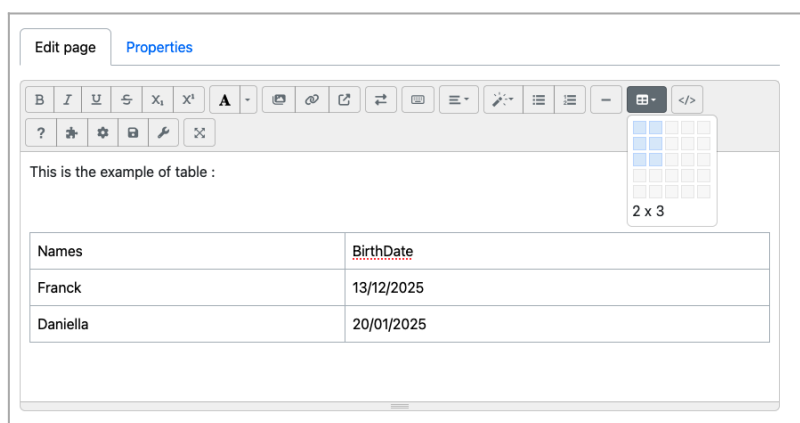 Edit page Properties
B I U S X₁ X¹ A </>
?
2 x 3
This is the example of table :
Names BirthDate
Franck 13/12/2025
Daniella 20/01/2025